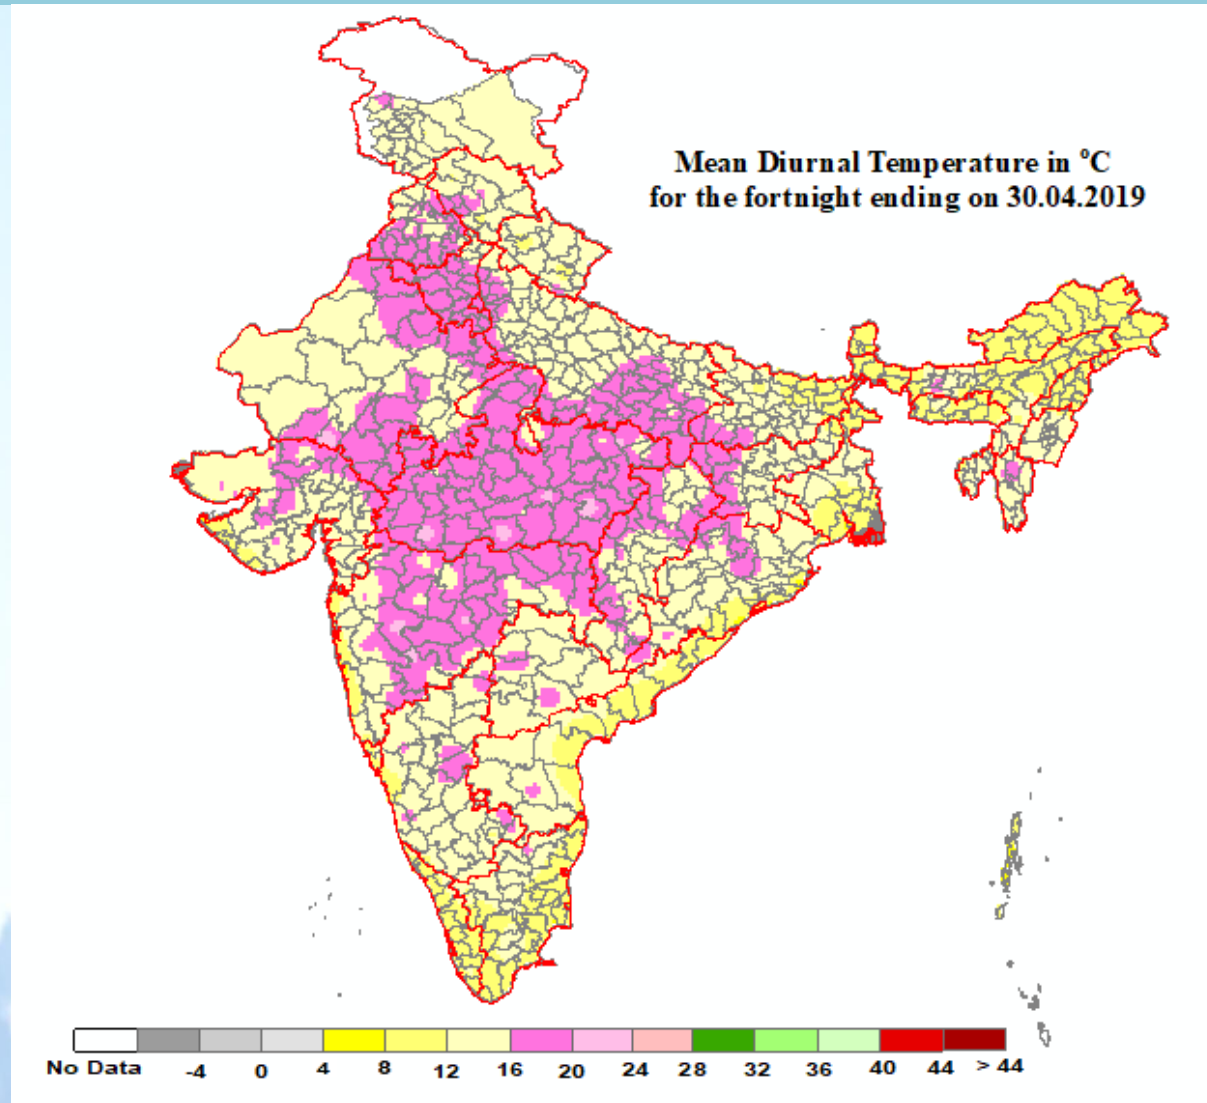 Mean Diurnal Temperature in °C
for the fortnight ending on 30.04.2019
No Data -4 0 4 8 12 16 20 24 28 32 36 40 44 > 44